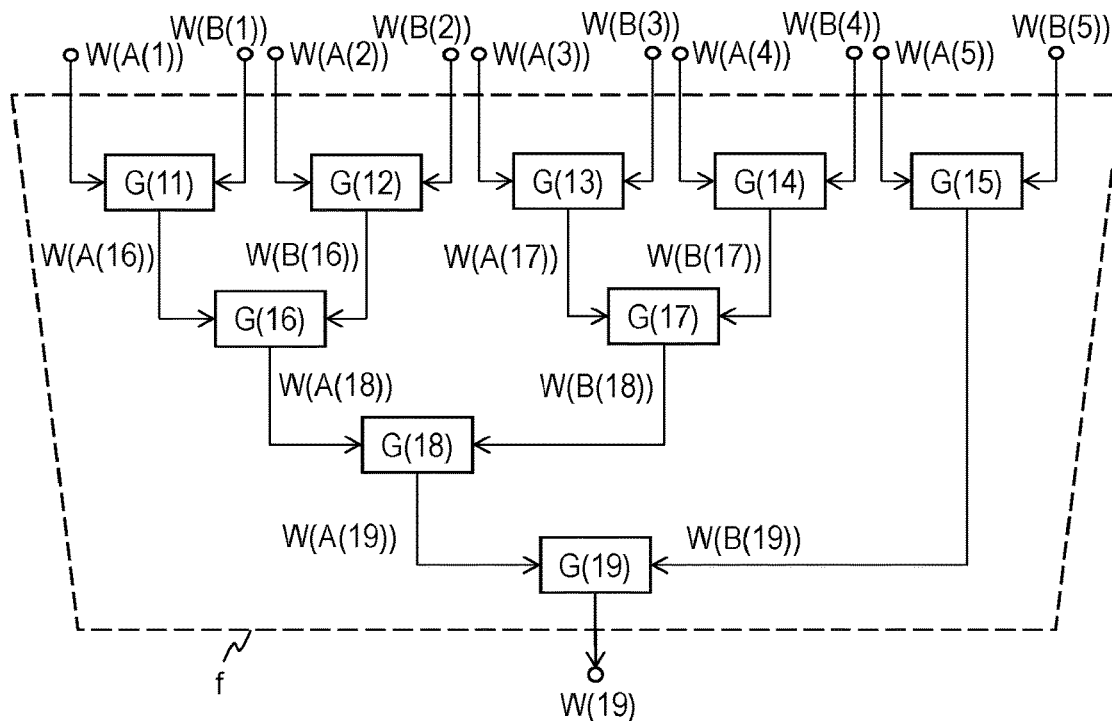 W(A(1)) W(B(1)) W(A(2)) W(B(2)) W(A(3)) W(B(3)) W(A(4)) W(B(4)) W(A(5)) W(B(5))
G(11) G(12) G(13) G(14) G(15)
W(A(16)) W(B(16)) W(A(17)) W(B(17))
G(16) G(17)
W(A(18)) W(B(18))
G(18)
W(A(19)) W(B(19))
G(19)
f
W(19)